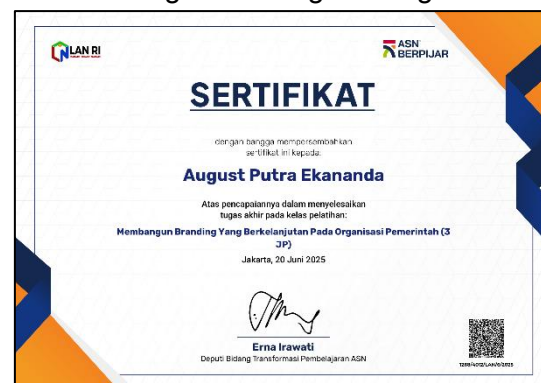 LAN RI
ASN
BERPIJAR
SERTIFIKAT
dengan bangga mempersembahkan
sertifikat ini kepada:
August Putra Ekananda
Atas pencapaiannya dalam menyelesaikan
tugas akhir pada kelas pelatihan:
Membangun Branding Yang Berkelanjutan Pada Organisasi Pemerintah (3
JP)
Jakarta, 20 Juni 2025
Erna Irawati
Deputi Bidang Transformasi Pembelajaran ASN